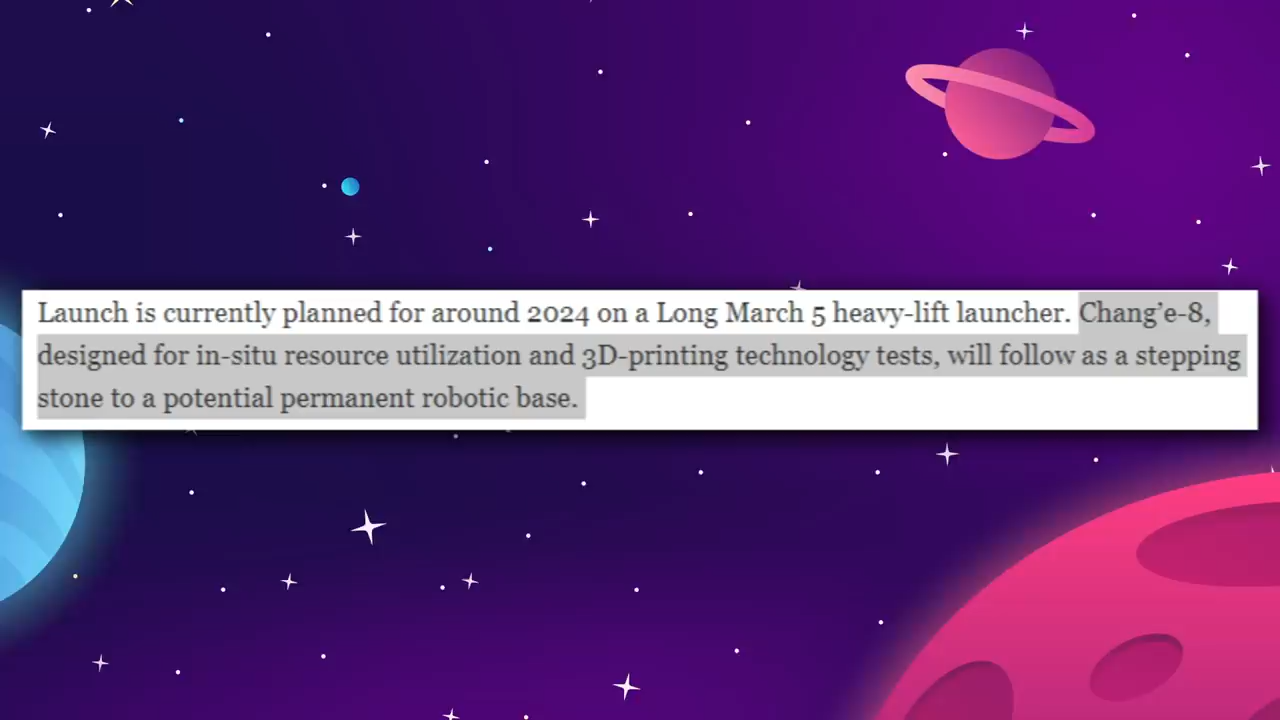 Launch is currently planned for around 2024 on a Long March 5 heavy-lift launcher. Chang’e-8,
designed for in-situ resource utilization and 3D-printing technology tests, will follow as a stepping
stone to a potential permanent robotic base.